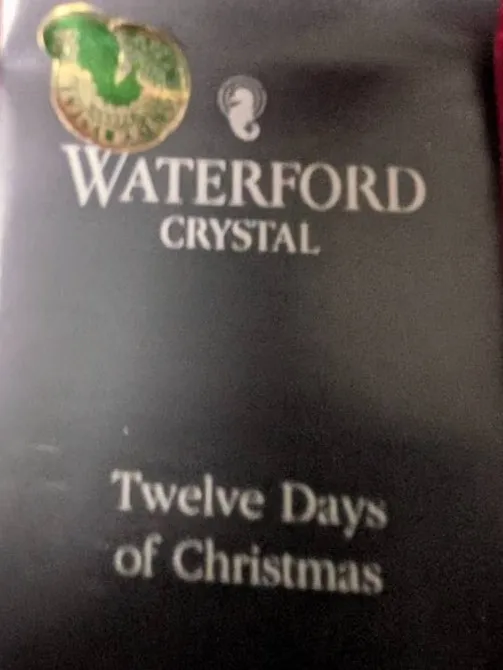 WATERFORD
CRYSTAL
Twelve Days
of Christmas